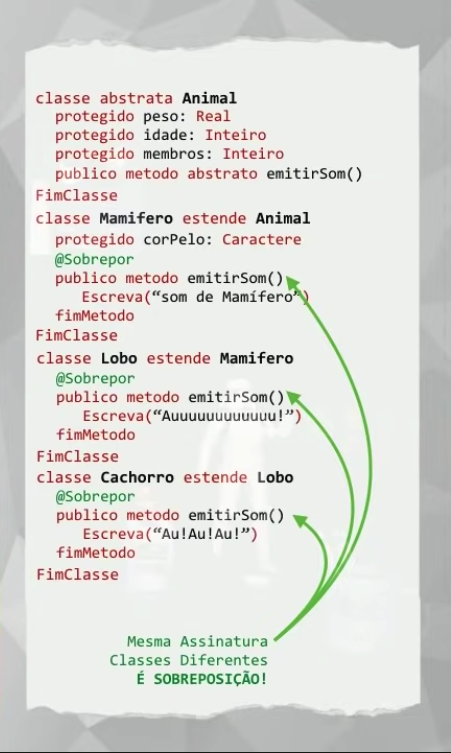 classe abstrata Animal
protegido peso: Real
protegido idade: Inteiro
protegido membros: Inteiro
publico metodo abstrato emitirSom()
FimClasse
classe Mamifero estende Animal
protegido corPelo: Caractere
@Sobrepor
publico metodo emitirSom()
Escreva(“som de Mamífero”)
fimMetodo
FimClasse
classe Lobo estende Mamifero
@Sobrepor
publico metodo emitirSom()
Escreva(“Auuuuuuuuuuuu!”)
fimMetodo
FimClasse
classe Cachorro estende Lobo
@Sobrepor
publico metodo emitirSom()
Escreva(“Au!Au!Au!”)
fimMetodo
FimClasse
Mesma Assinatura
Classes Diferentes
É SOBREPOSIÇÃO!